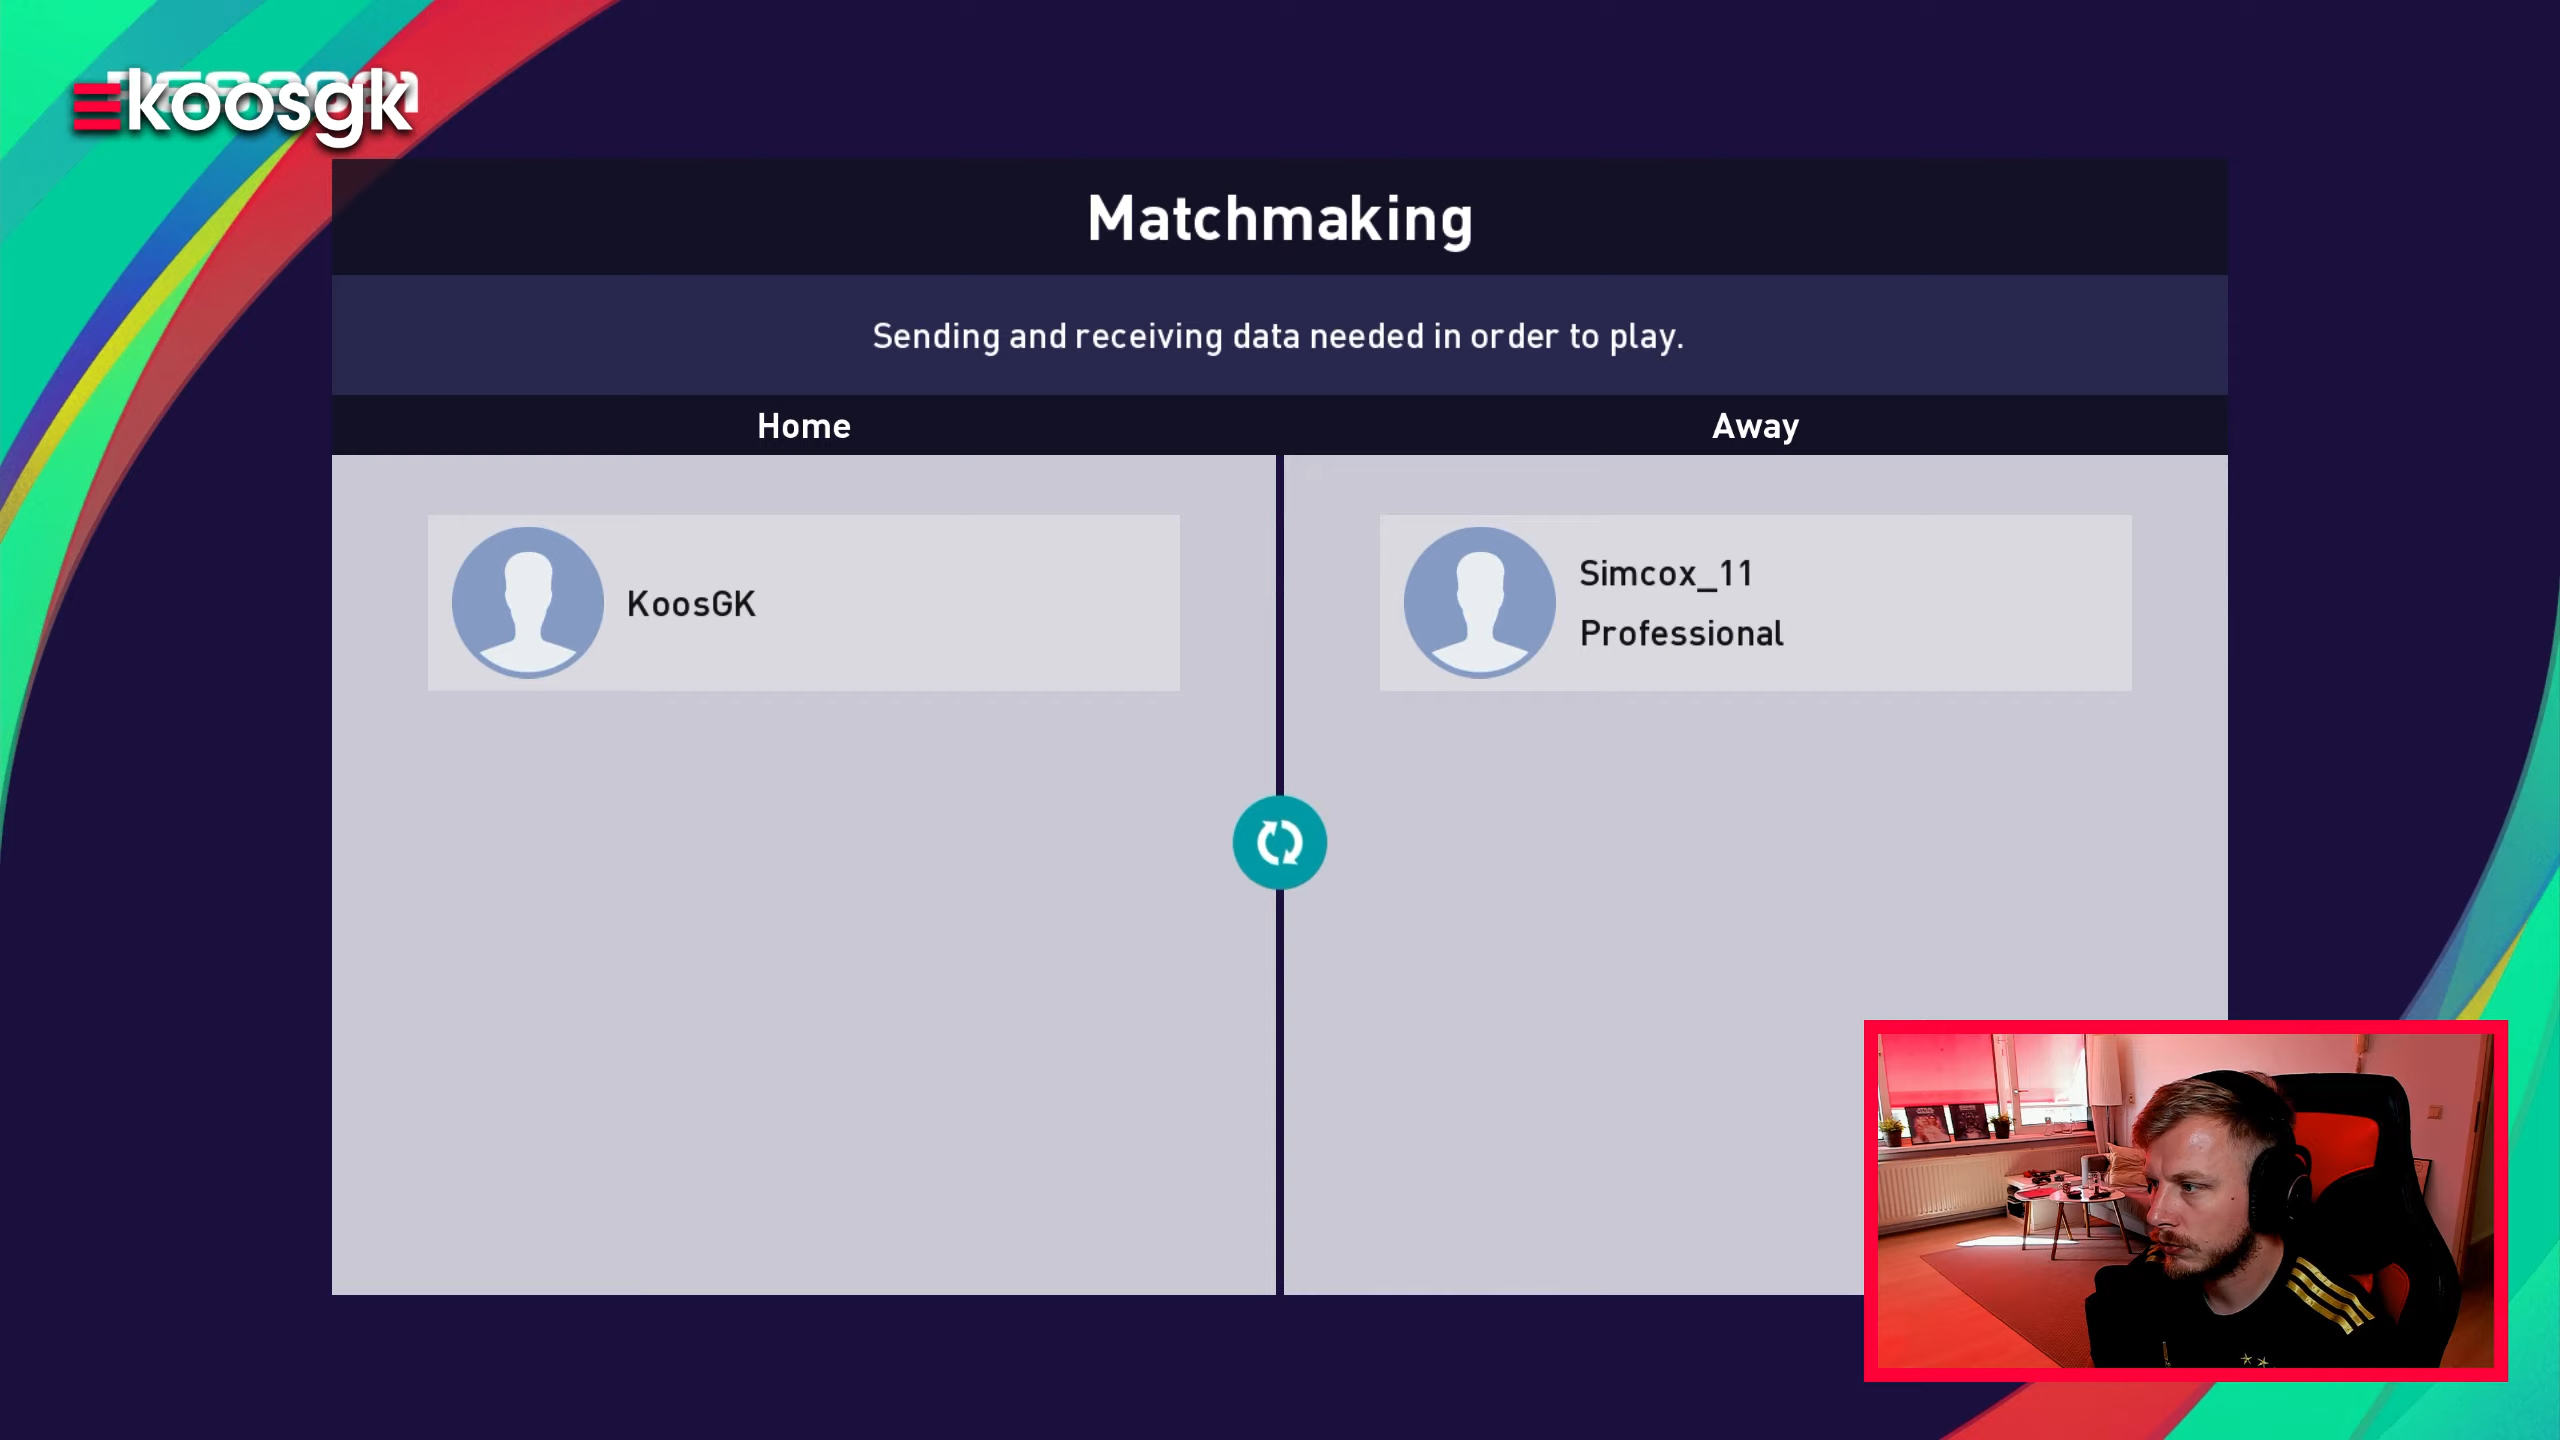 koosgk
Matchmaking
Sending and receiving data needed in order to play.
Home
Away
KoosGK
Simcox_11
Professional